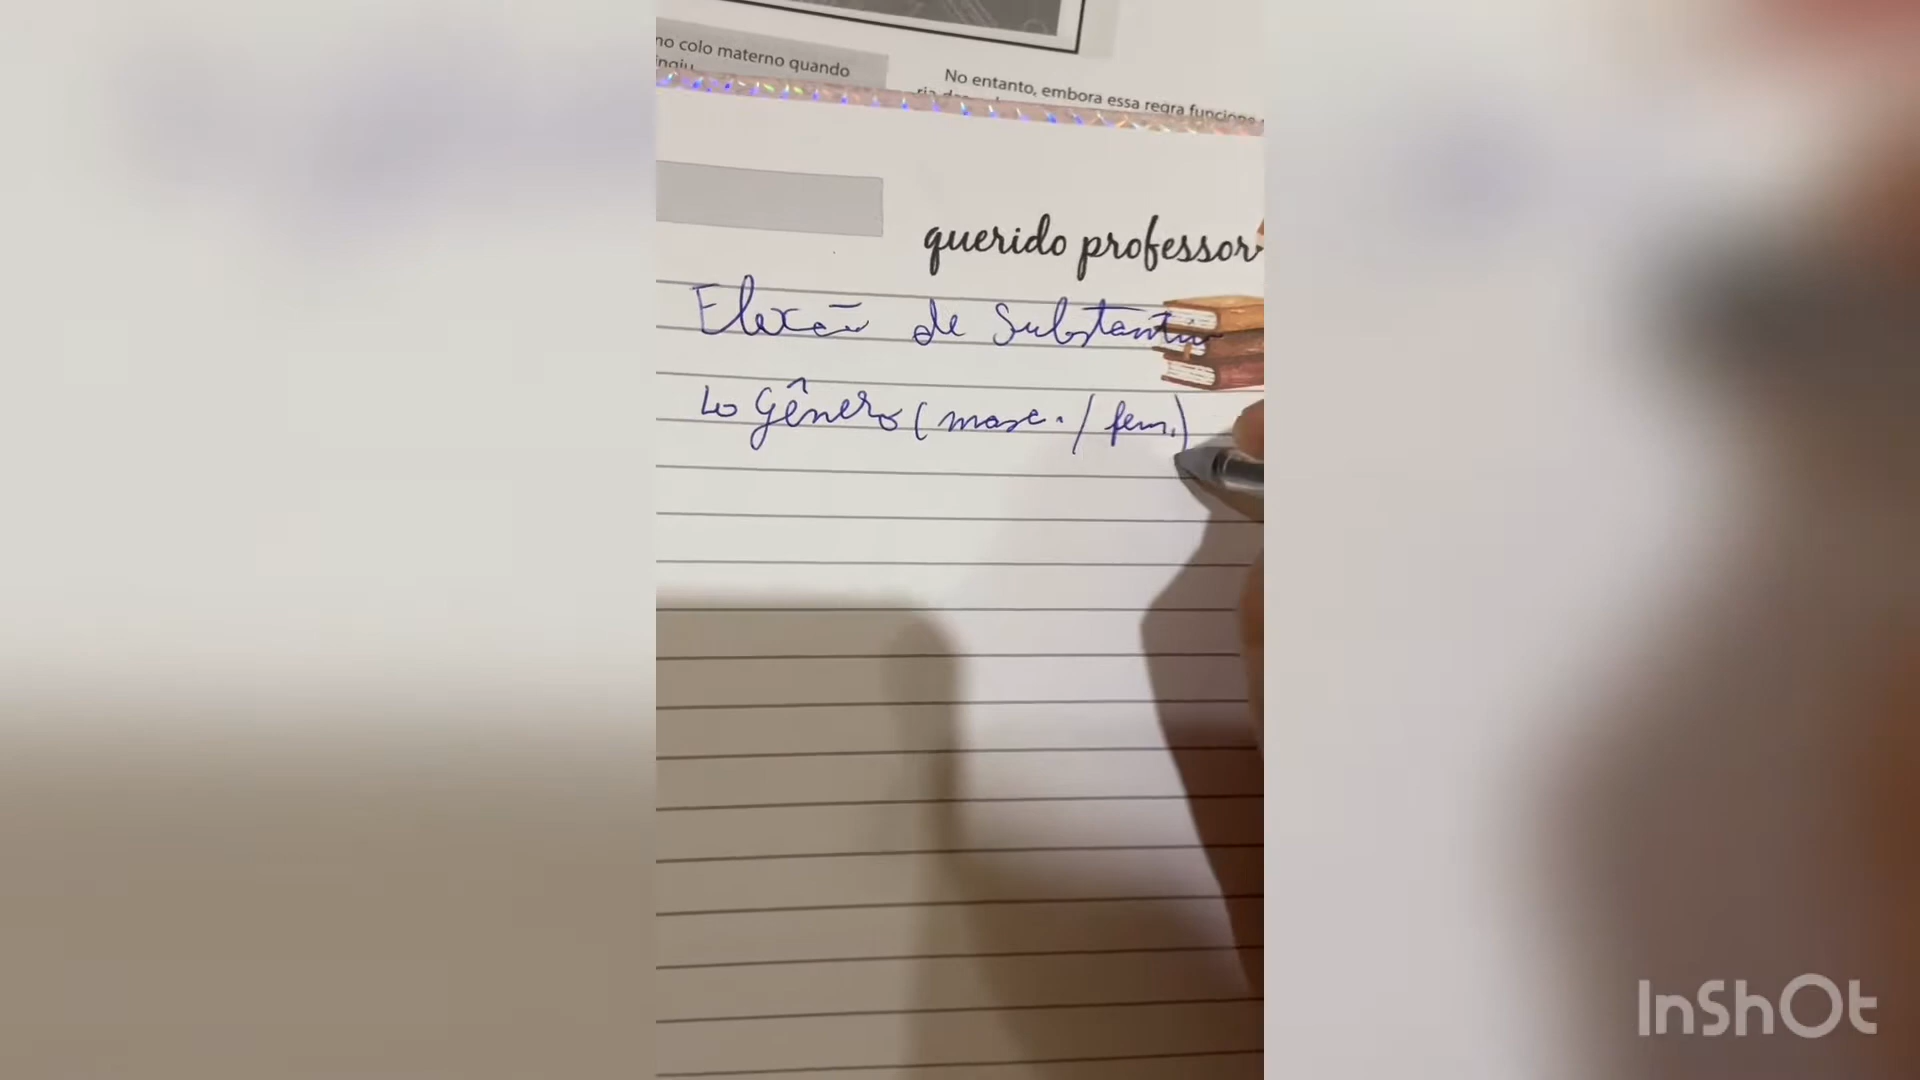 no colo materno quando
ingiu
No entanto, embora essa regra funcione
querido professor
Flexão de Substantivo
↳ Gênero (masc. / fem.)
InShOt